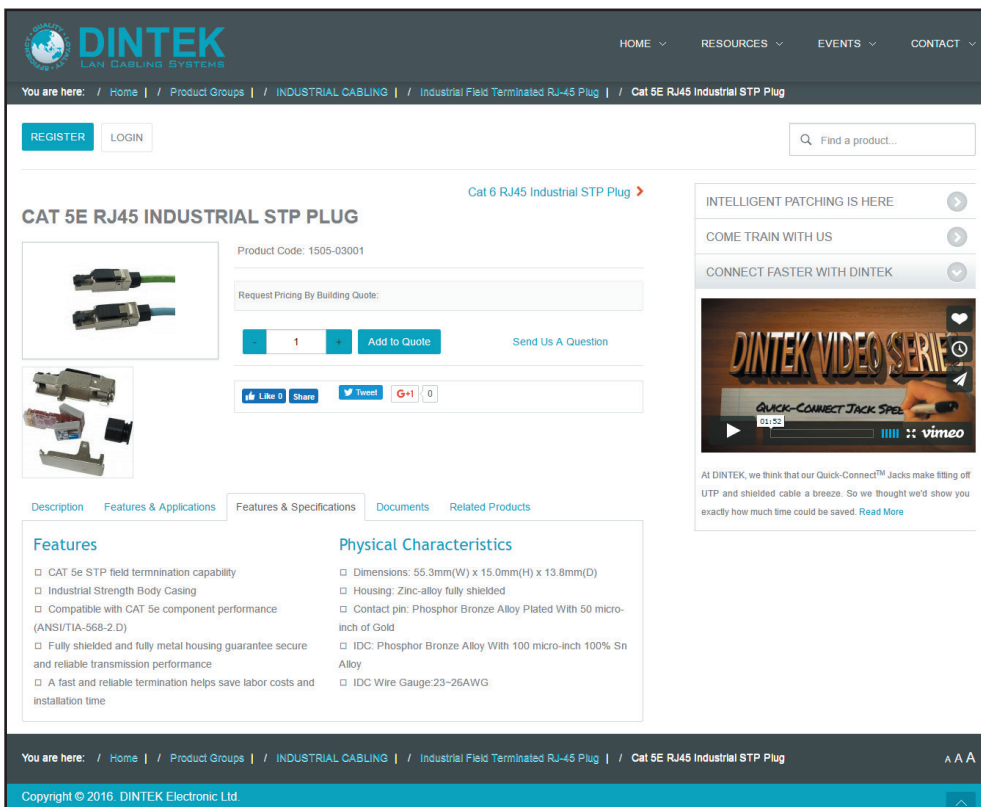 EFFICIENCY · QUALITY · LOYALTY
DINTEK
LAN CABLING SYSTEMS
HOME RESOURCES EVENTS CONTACT
You are here: / Home | / Product Groups | / INDUSTRIAL CABLING | / Industrial Field Terminated RJ-45 Plug | / Cat 5E RJ45 Industrial STP Plug
REGISTER LOGIN
Find a product...
Cat 6 RJ45 Industrial STP Plug
CAT 5E RJ45 INDUSTRIAL STP PLUG
Product Code: 1505-03001
Request Pricing By Building Quote:
- 1 + Add to Quote Send Us A Question
Like 0 Share Tweet G+1 0
Description Features & Applications Features & Specifications Documents Related Products
Features
□ CAT 5e STP field termnination capability
□ Industrial Strength Body Casing
□ Compatible with CAT 5e component performance
(ANSI/TIA-568-2.D)
□ Fully shielded and fully metal housing guarantee secure
and reliable transmission performance
□ A fast and reliable termination helps save labor costs and
installation time
Physical Characteristics
□ Dimensions: 55.3mm(W) x 15.0mm(H) x 13.8mm(D)
□ Housing: Zinc-alloy fully shielded
□ Contact pin: Phosphor Bronze Alloy Plated With 50 micro-
inch of Gold
□ IDC: Phosphor Bronze Alloy With 100 micro-inch 100% Sn
Alloy
□ IDC Wire Gauge:23~26AWG
INTELLIGENT PATCHING IS HERE
COME TRAIN WITH US
CONNECT FASTER WITH DINTEK
DINTEK VIDEO SERIE
QUICK-CONNECT JACK SPEE
01:52
vimeo
At DINTEK, we think that our Quick-Connect™ Jacks make fitting off
UTP and shielded cable a breeze. So we thought we'd show you
exactly how much time could be saved. Read More
You are here: / Home | / Product Groups | / INDUSTRIAL CABLING | / Industrial Field Terminated RJ-45 Plug | / Cat 5E RJ45 Industrial STP Plug
A A A
Copyright © 2016. DINTEK Electronic Ltd.